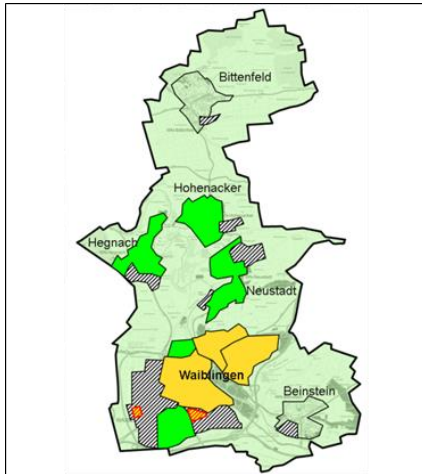 Bittenfeld
Hohenacker
Hegnach
Neustadt
Waiblingen
Beinstein